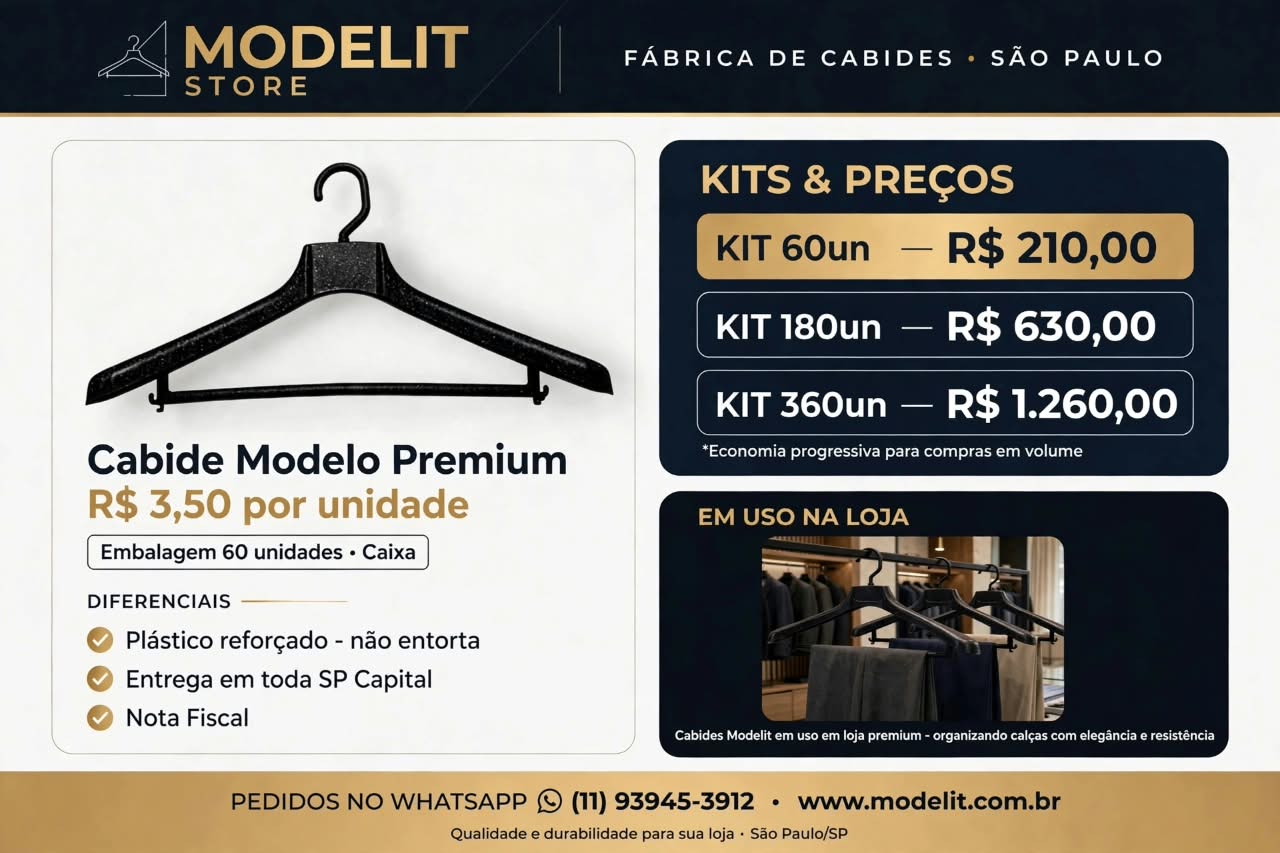 MODELIT
STORE
FÁBRICA DE CABIDES • SÃO PAULO
Cabide Modelo Premium
R$ 3,50 por unidade
Embalagem 60 unidades • Caixa
DIFERENCIAIS
Plástico reforçado - não entorta
Entrega em toda SP Capital
Nota Fiscal
KITS & PREÇOS
KIT 60un — R$ 210,00
KIT 180un — R$ 630,00
KIT 360un — R$ 1.260,00
*Economia progressiva para compras em volume
EM USO NA LOJA
Cabides Modelit em uso em loja premium - organizando calças com elegância e resistência
PEDIDOS NO WHATSAPP (11) 93945-3912 • www.modelit.com.br
Qualidade e durabilidade para sua loja • São Paulo/SP